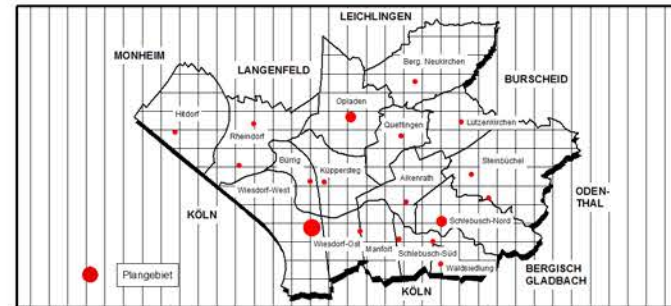 LEICHLINGEN
MONHEIM
LANGENFELD
Berg. Neukirchen
BURSCHEID
Hitdorf
Opladen
Rheindorf
Quettingen
Lützenkirchen
Bürrig
Küppersteg
Steinbüchel
Wiesdorf-West
Alkenrath
ODEN-
THAL
KÖLN
Schlebusch-Nord
Wiesdorf-Ost
Manfort
Schlebusch-Süd
Waldsiedlung
BERGISCH
GLADBACH
Plangebiet
KÖLN